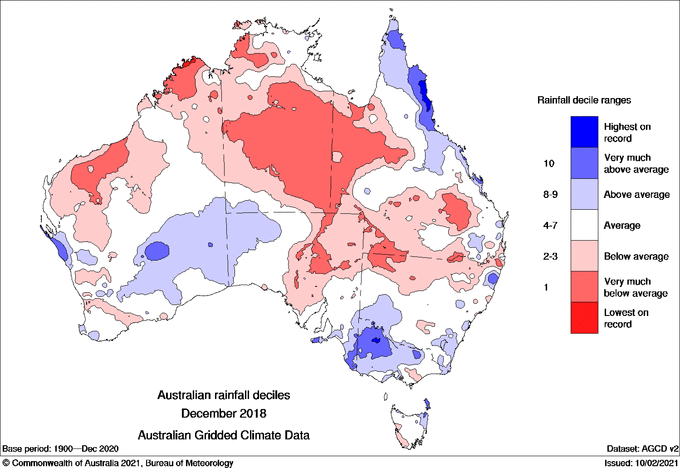 Rainfall decile ranges
Highest on
record
10
Very much
above average
8-9
Above average
4-7
Average
2-3
Below average
1
Very much
below average
Lowest on
record
Australian rainfall deciles
December 2018
Australian Gridded Climate Data
Base period: 1900—Dec 2020
Dataset: AGCD v2
© Commonwealth of Australia 2021, Bureau of Meteorology
Issued: 10/02/2021